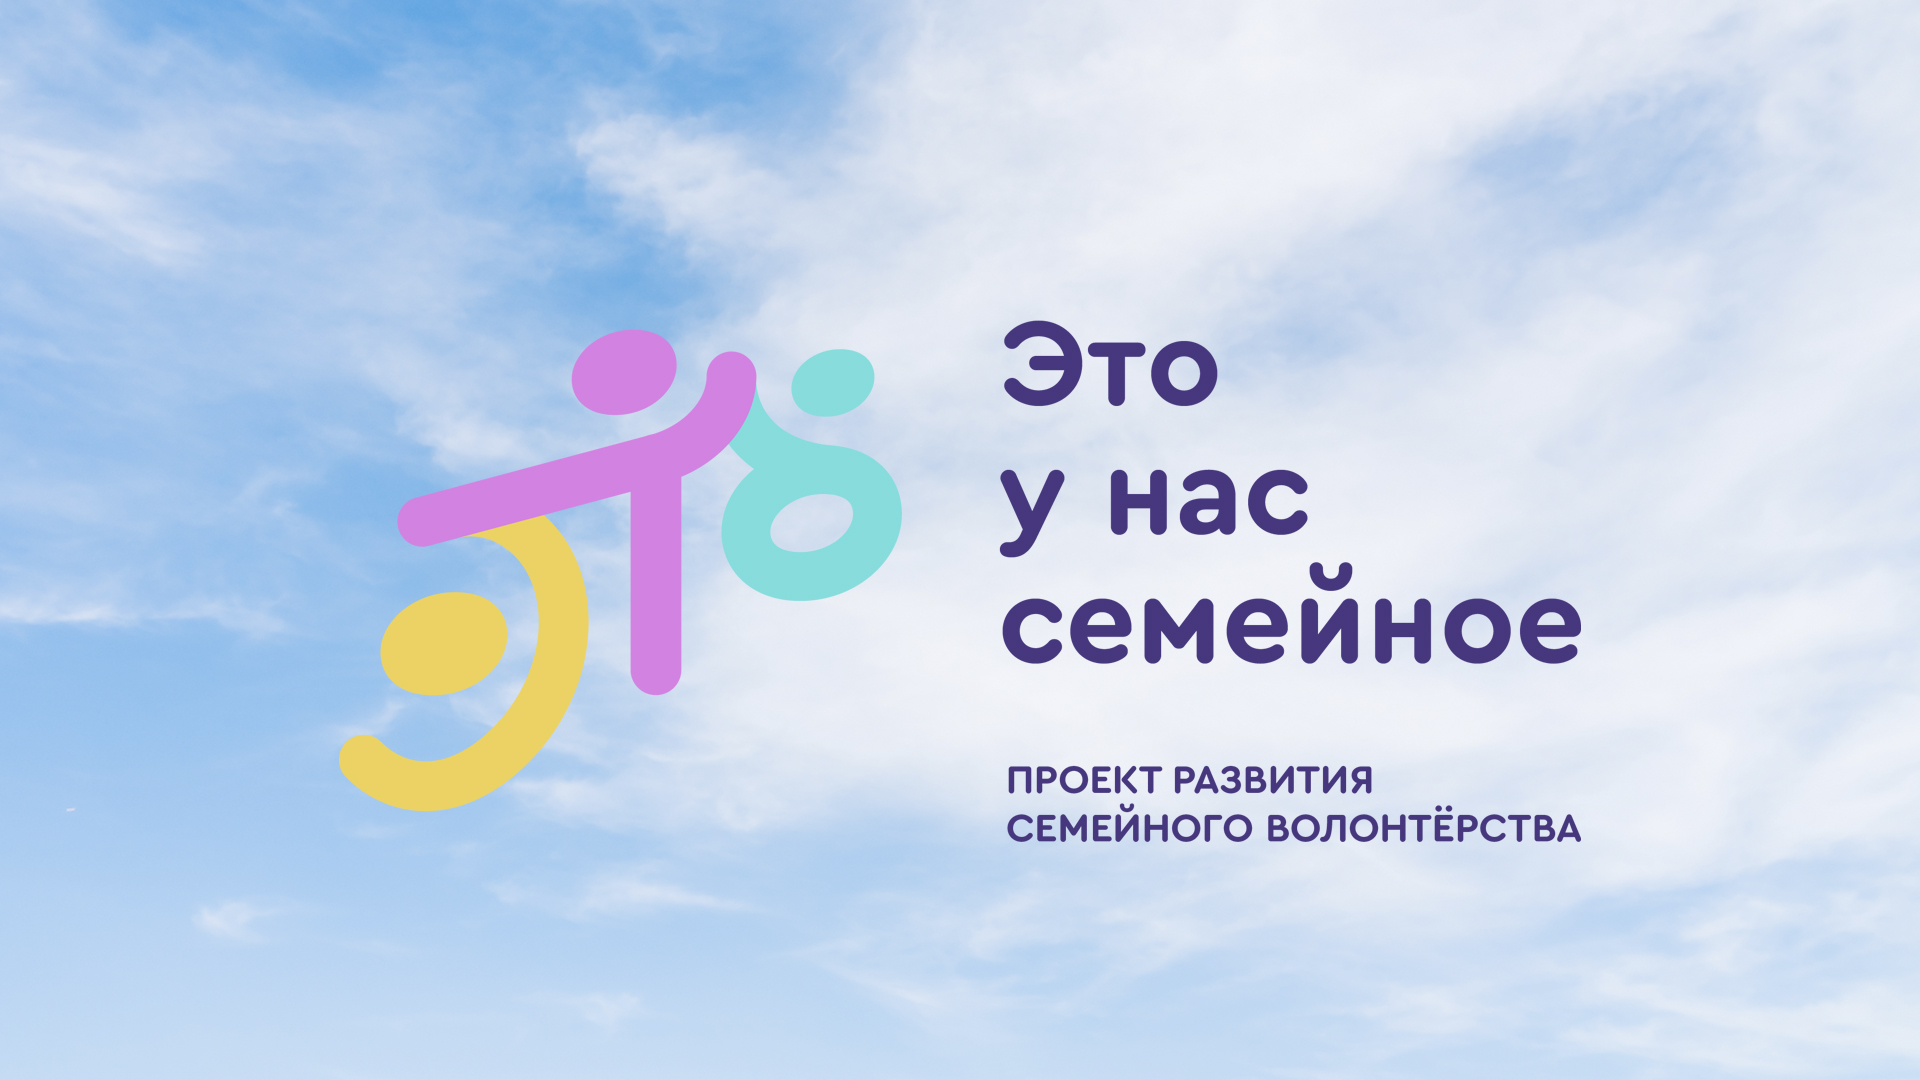 Это
у нас
семейное
ПРОЕКТ РАЗВИТИЯ
СЕМЕЙНОГО ВОЛОНТЁРСТВА